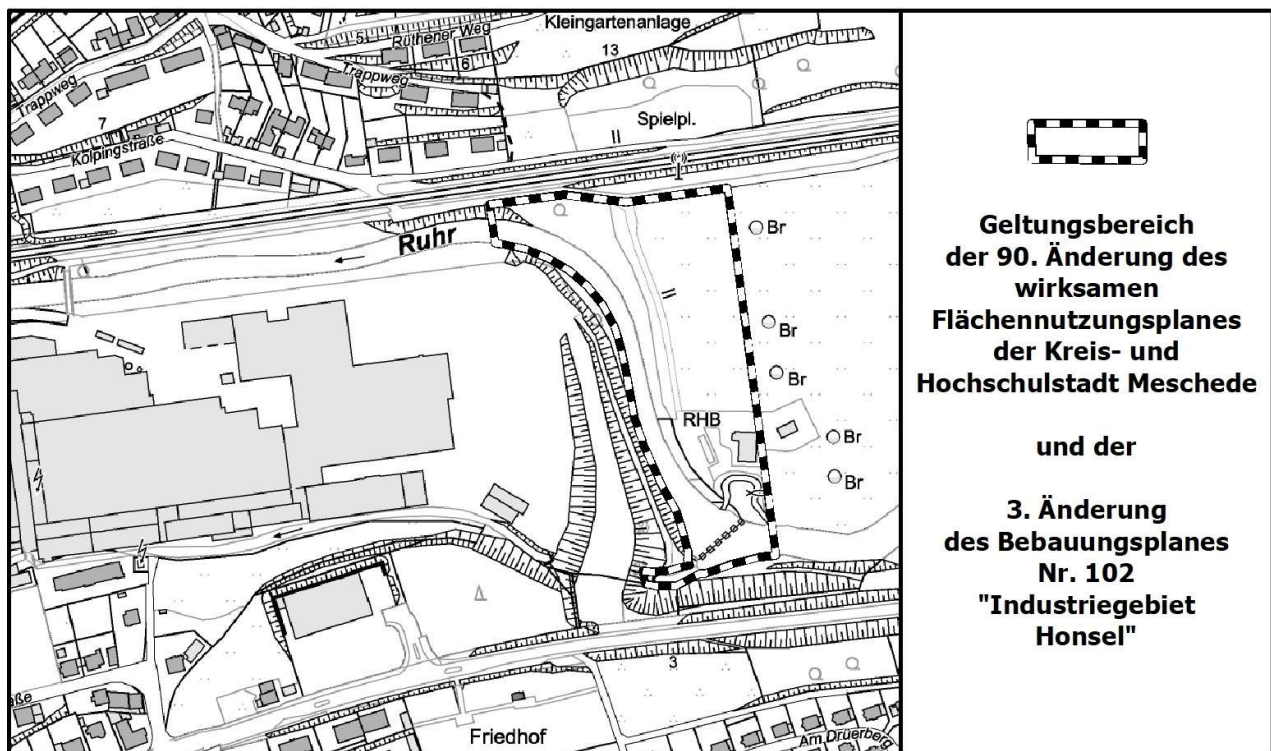 Kleingartenanlage
5
Rüthener Weg
13
6
Trappweg
Trappweg
Spielpl.
7
Kolpingstraße
II
Ruhr
Br
II
Br
Br
RHB
Br
Br
3
Friedhof
Am Drüerberg
Geltungsbereich
der 90. Änderung des
wirksamen
Flächennutzungsplanes
der Kreis- und
Hochschulstadt Meschede
und der
3. Änderung
des Bebauungsplanes
Nr. 102
"Industriegebiet
Honsel"